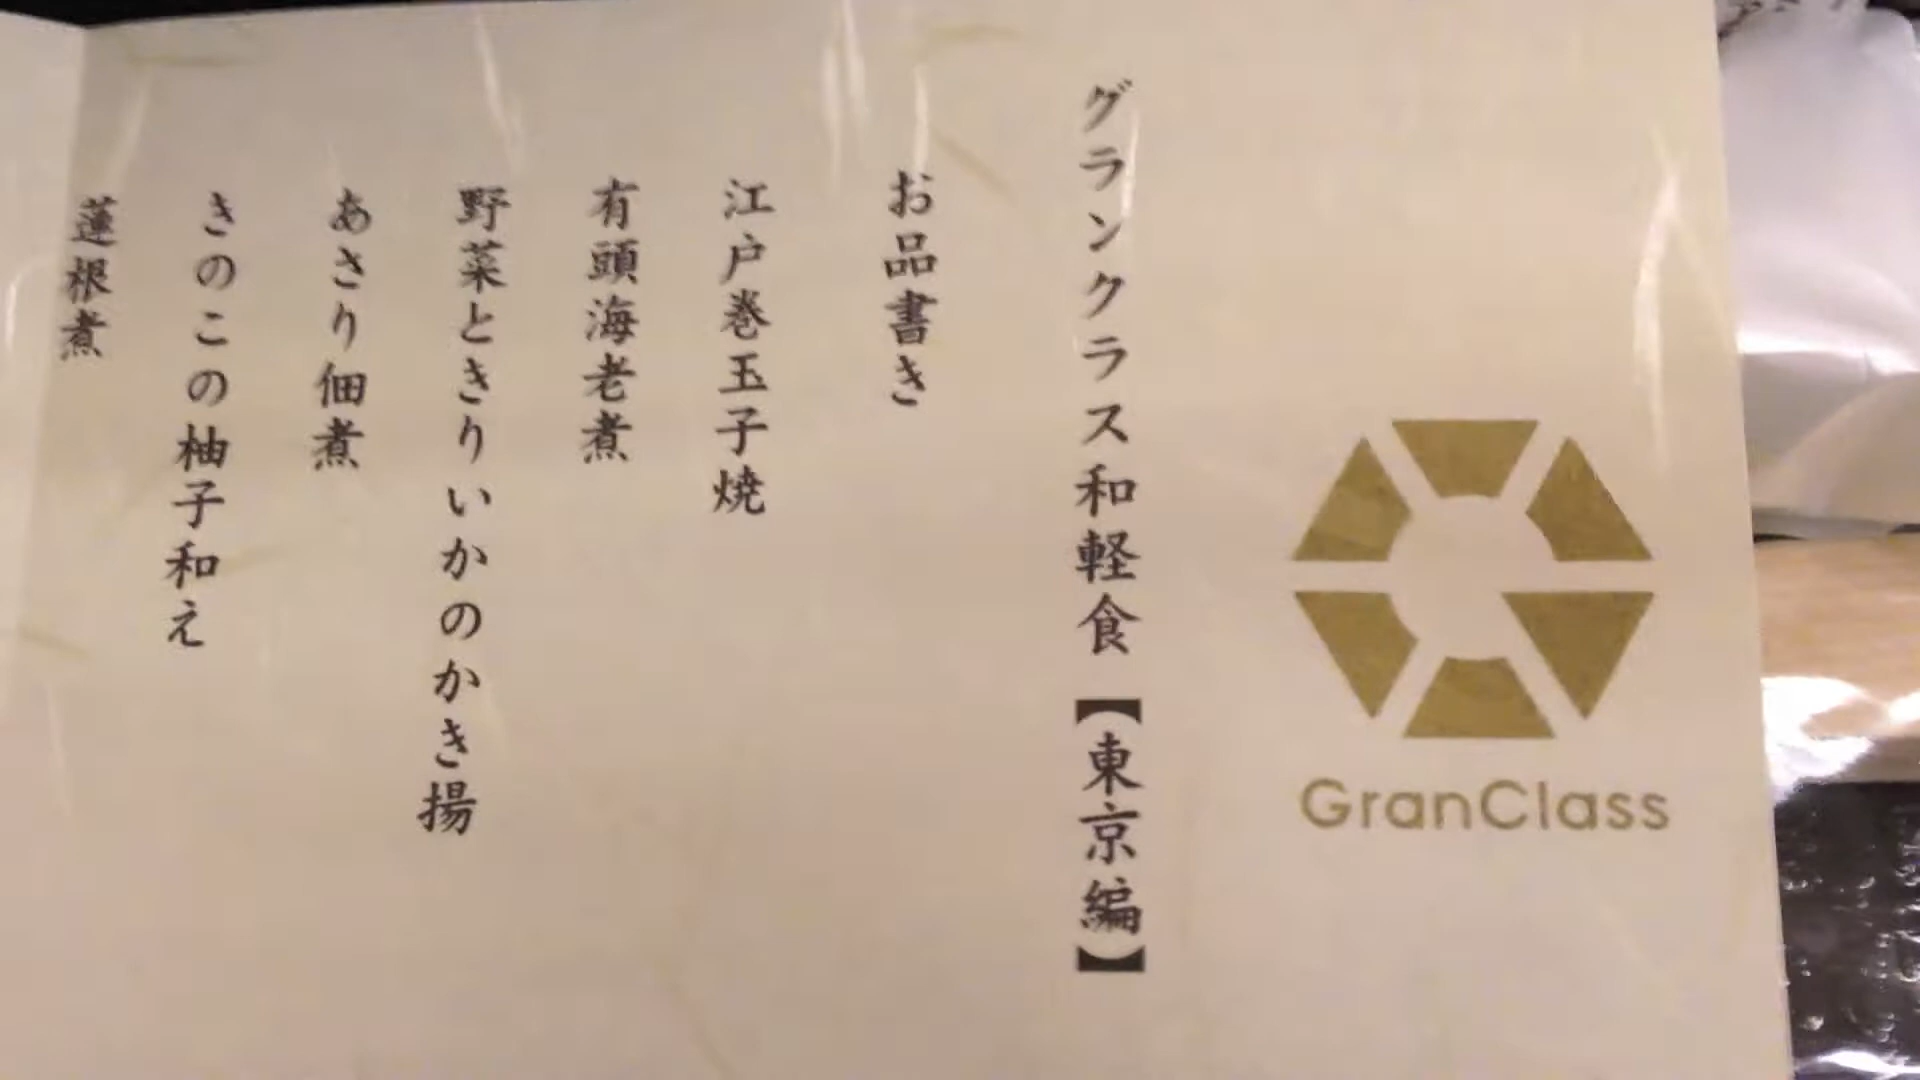 GranClass
グランクラス和軽食【東京編】
お品書き
江戸巻玉子焼
有頭海老煮
野菜ときりいかのかき揚
あさり佃煮
きのこの柚子和え
蓮根煮